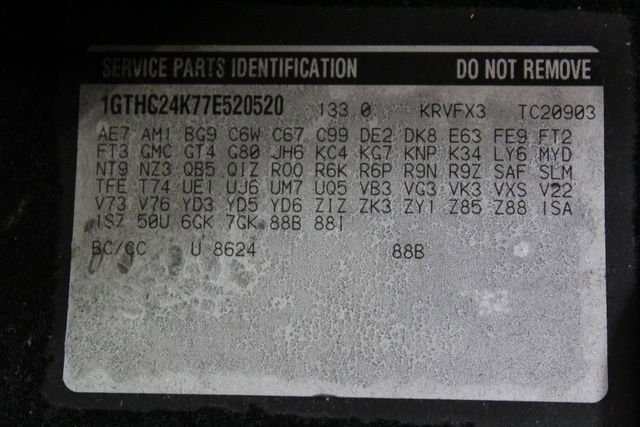 SERVICE PARTS IDENTIFICATION DO NOT REMOVE
1GTHC24K77E520520 133 0 KRVFX3 TC20903
AE7 AM1 BG9 C6W C67 C99 DE2 DK8 E63 FE9 FT2
FT3 GMC GT4 G80 JH6 KC4 KG7 KNP K34 LY6 MYD
NT9 NZ3 QB5 QIZ R00 R6K R6P R9N R9Z SAF SLM
TFE T74 UE1 UJ6 UM7 UQ5 VB3 VG3 VK3 VXS V22
V73 V76 YD3 YD5 YD6 Z1Z ZK3 ZY1 Z85 Z88 1SA
1SZ 50U 6GK 7GK 88B 88I
BC/CC U 8624 88B